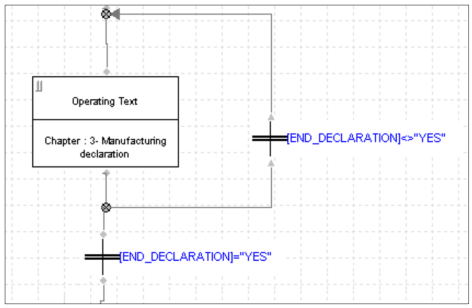 Operating Text
Chapter : 3- Manufacturing
declaration
[END_DECLARATION]<>"YES"
[END_DECLARATION]="YES"